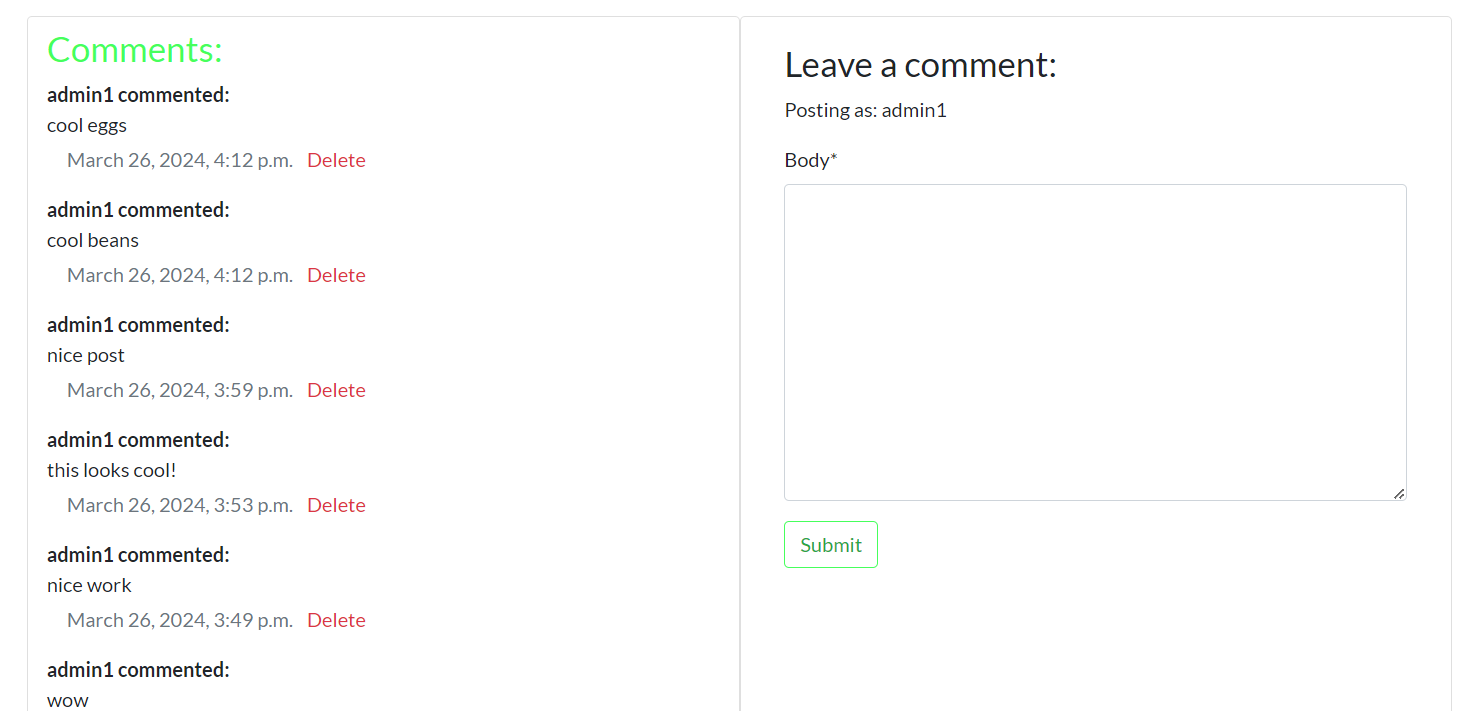 Comments:
admin1 commented:
cool eggs
March 26, 2024, 4:12 p.m. Delete
admin1 commented:
cool beans
March 26, 2024, 4:12 p.m. Delete
admin1 commented:
nice post
March 26, 2024, 3:59 p.m. Delete
admin1 commented:
this looks cool!
March 26, 2024, 3:53 p.m. Delete
admin1 commented:
nice work
March 26, 2024, 3:49 p.m. Delete
admin1 commented:
wow
Leave a comment:
Posting as: admin1
Body*
Submit